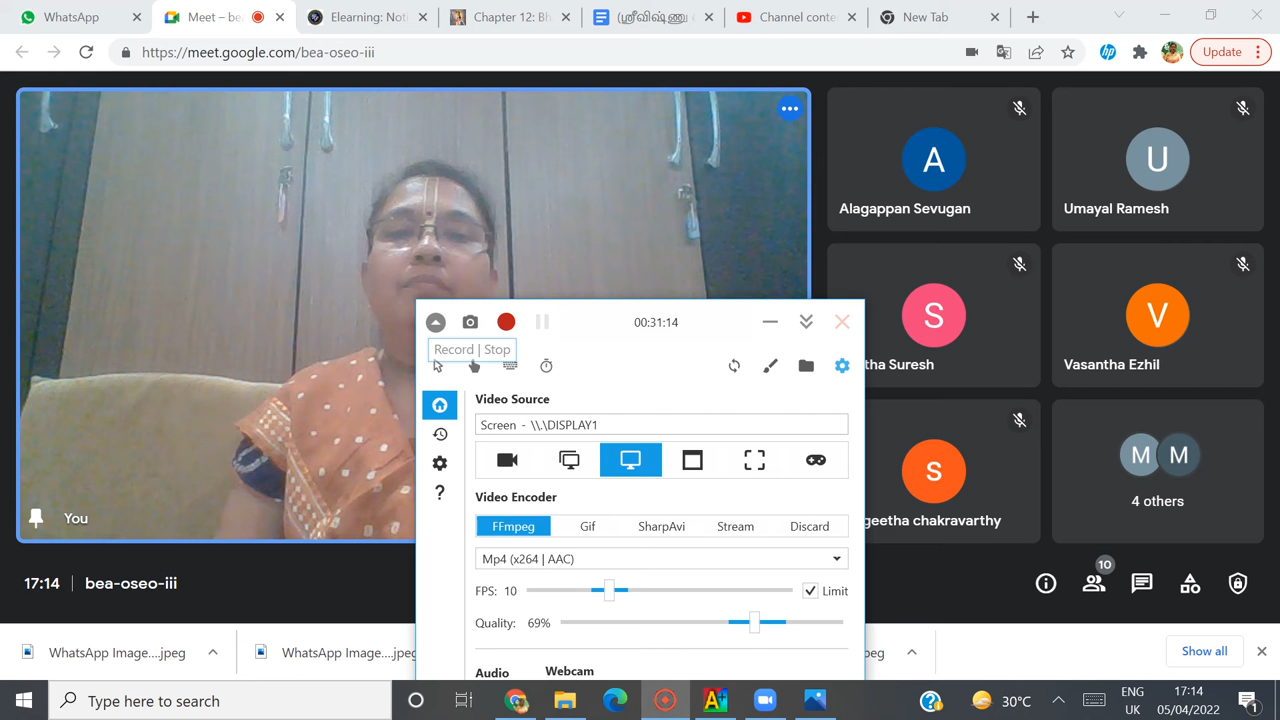 WhatsApp
Meet – be
Elearning: Noti
Chapter 12: Bh
(ஸ்ரீவிஷ்ணு
Channel conte
New Tab
https://meet.google.com/bea-oseo-iii
Update
A
Alagappan Sevugan
U
Umayal Ramesh
S
tha Suresh
V
Vasantha Ezhil
S
geetha chakravarthy
M M
4 others
You
00:31:14
Record | Stop
Video Source
Screen - \\.\DISPLAY1
Video Encoder
FFmpeg Gif SharpAvi Stream Discard
Mp4 (x264 | AAC)
FPS: 10
Limit
Quality: 69%
Audio Webcam
17:14 | bea-oseo-iii
10
WhatsApp Image....jpeg
WhatsApp Image....jpeg
peg
Show all
Type here to search
30°C
ENG
UK
17:14
05/04/2022
1